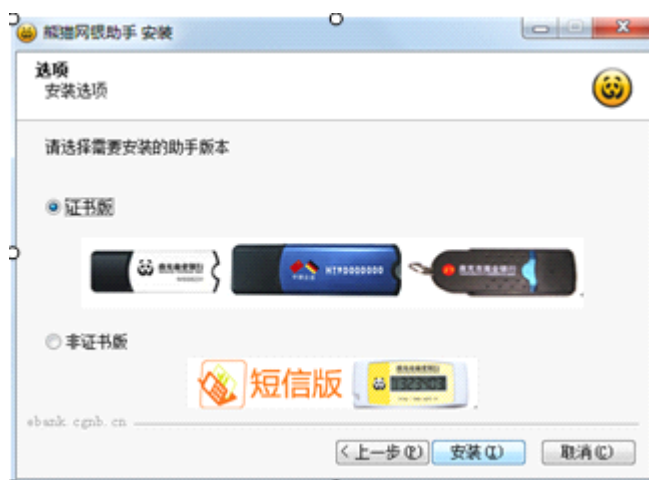 熊猫网银助手 安装
选项
安装选项
请选择需要安装的助手版本
证书版
非证书版
短信版
ebank.cgnb.cn
<上一步(P)
安装(I)
取消(C)